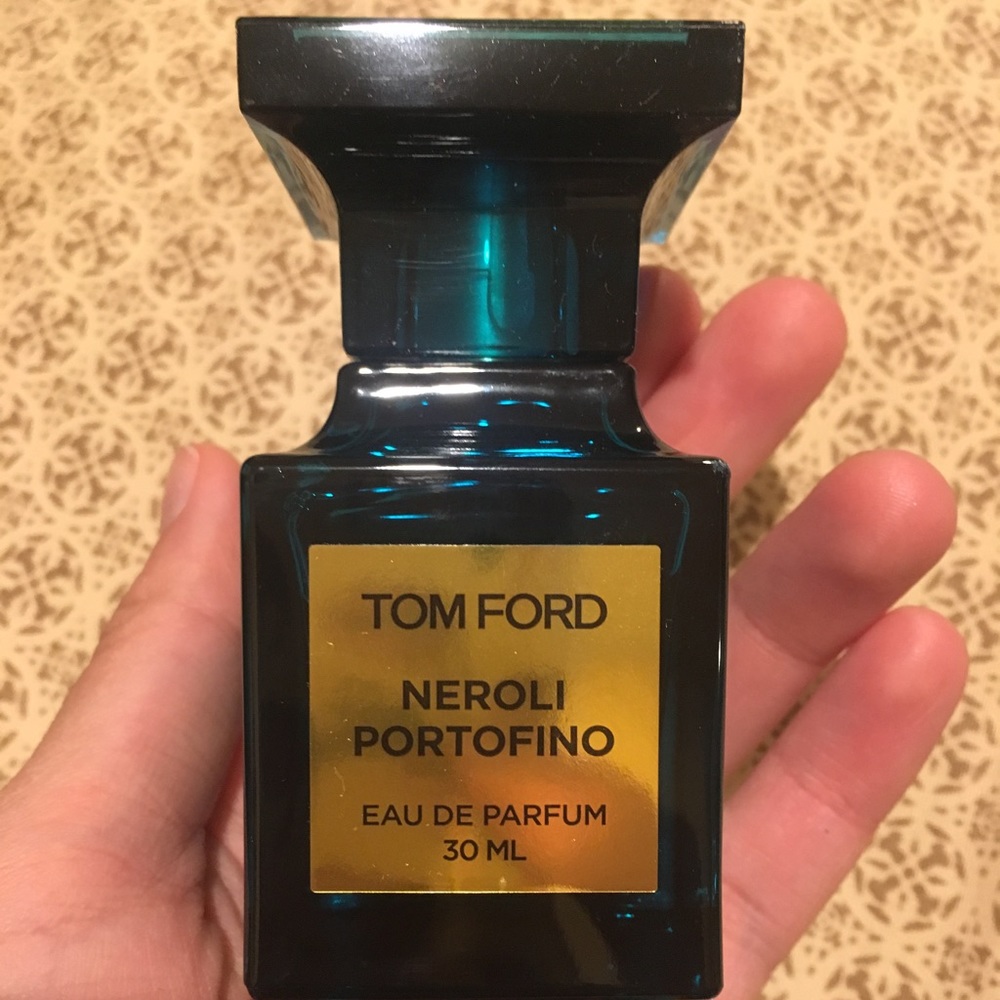 TOM FORD
NEROLI
PORTOFINO
EAU DE PARFUM
30 ML